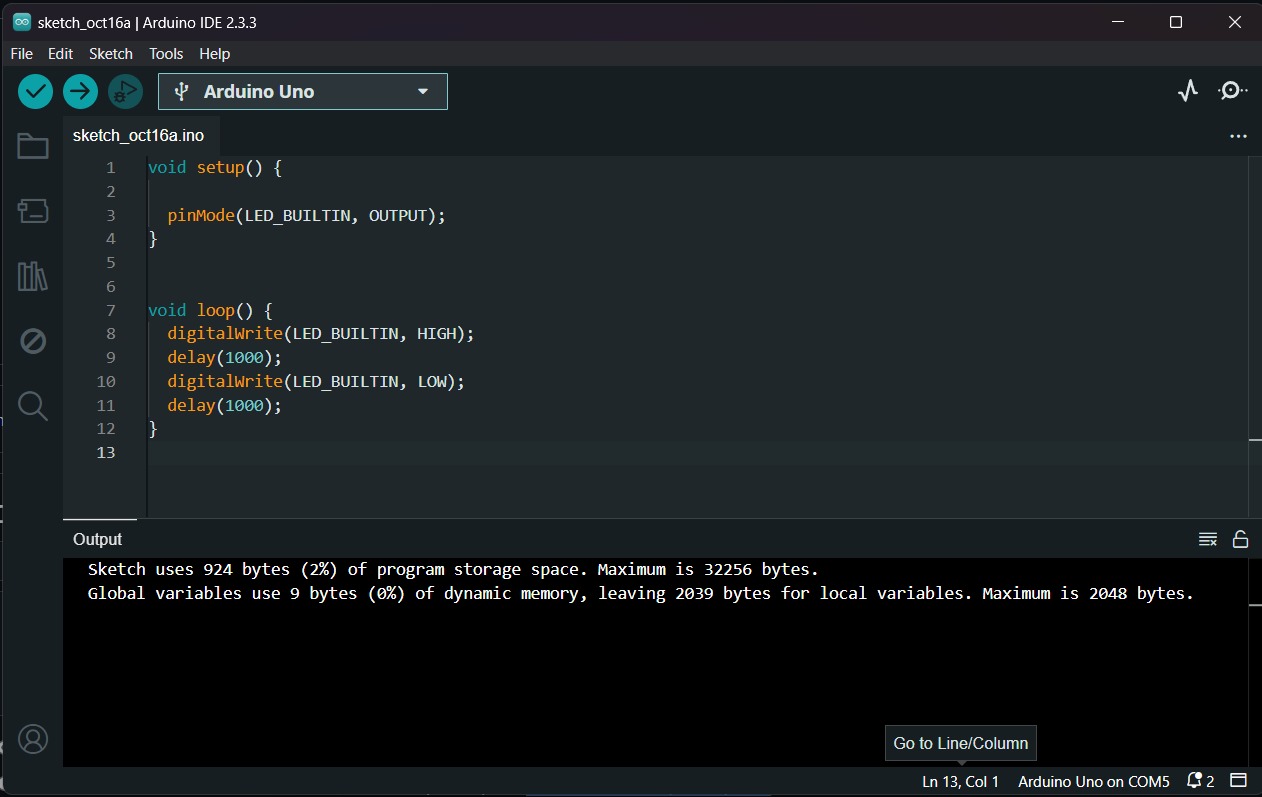 sketch_oct16a | Arduino IDE 2.3.3
File Edit Sketch Tools Help
Arduino Uno
sketch_oct16a.ino
1 void setup() {
2
3 pinMode(LED_BUILTIN, OUTPUT);
4 }
5
6
7 void loop() {
8 digitalWrite(LED_BUILTIN, HIGH);
9 delay(1000);
10 digitalWrite(LED_BUILTIN, LOW);
11 delay(1000);
12 }
13
Output
Sketch uses 924 bytes (2%) of program storage space. Maximum is 32256 bytes.
Global variables use 9 bytes (0%) of dynamic memory, leaving 2039 bytes for local variables. Maximum is 2048 bytes.
Go to Line/Column
Ln 13, Col 1 Arduino Uno on COM5 2